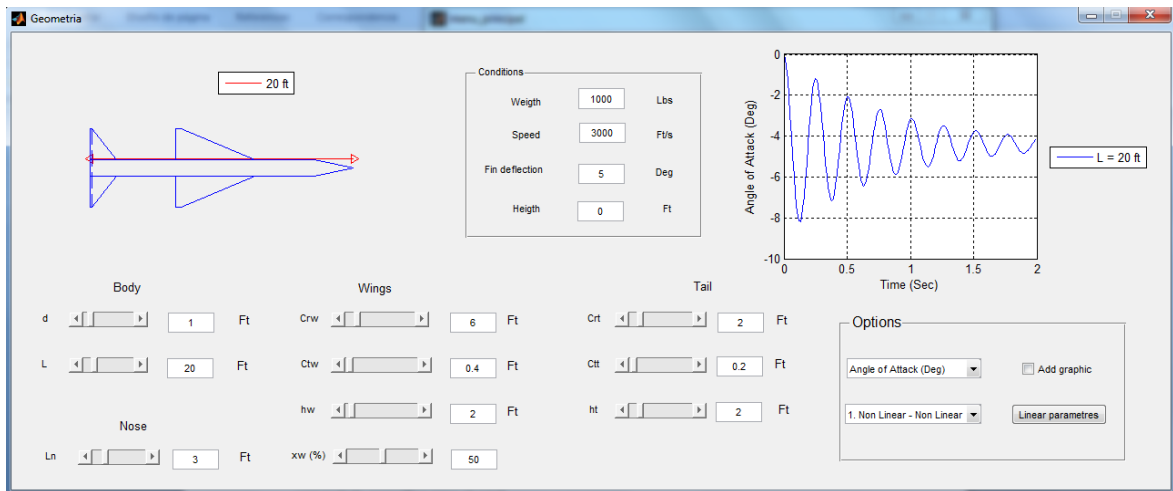 Geometria
20 ft
Conditions
Weigth 1000 Lbs
Speed 3000 Ft/s
Fin deflection 5 Deg
Heigth 0 Ft
Angle of Attack (Deg)
0
-2
-4
-6
-8
-10
0 0.5 1 1.5 2
Time (Sec)
L = 20 ft
Body Wings Tail
d 1 Ft Crw 6 Ft Crt 2 Ft
L 20 Ft Ctw 0.4 Ft Ctt 0.2 Ft
hw 2 Ft ht 2 Ft
Nose
Ln 3 Ft xw (%) 50
Options
Angle of Attack (Deg) Add graphic
1. Non Linear - Non Linear Linear parametres